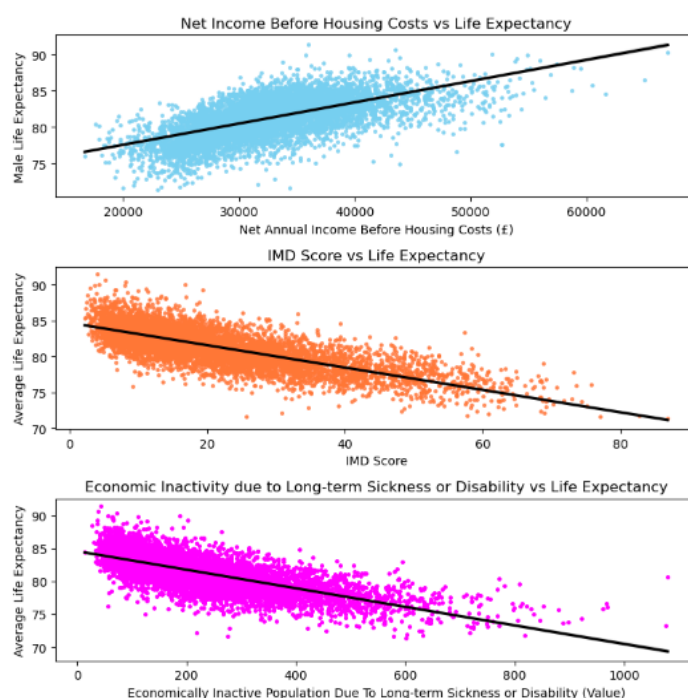 Net Income Before Housing Costs vs Life Expectancy
Male Life Expectancy
90
85
80
75
20000 30000 40000 50000 60000
Net Annual Income Before Housing Costs (£)
IMD Score vs Life Expectancy
Average Life Expectancy
90
85
80
75
70
0 20 40 60 80
IMD Score
Economic Inactivity due to Long-term Sickness or Disability vs Life Expectancy
Average Life Expectancy
90
85
80
75
70
0 200 400 600 800 1000
Economically Inactive Population Due To Long-term Sickness or Disability (Value)